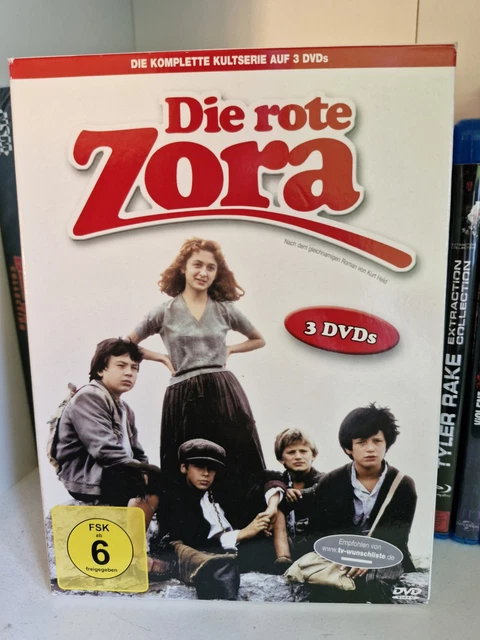 DIE KOMPLETTE KULTSERIE AUF 3 DVDs
Die rote
Zora
Nach dem gleichnamigen Roman von Kurt Held
3 DVDs
FSK
ab
6
freigegeben
Empfohlen von
www.tv-wunschliste.de
DVD
VIDEO
TYLER RAKE
EXTRACTION
COLLECTION